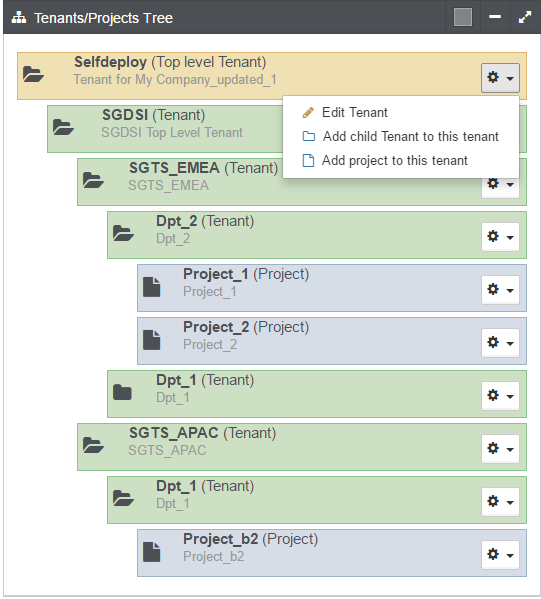 Tenants/Projects Tree
Selfdeploy (Top level Tenant)
Tenant for My Company_updated_1
Edit Tenant
Add child Tenant to this tenant
Add project to this tenant
SGDSI (Tenant)
SGDSI Top Level Tenant
SGTS_EMEA (Tenant)
SGTS_EMEA
Dpt_2 (Tenant)
Dpt_2
Project_1 (Project)
Project_1
Project_2 (Project)
Project_2
Dpt_1 (Tenant)
Dpt_1
SGTS_APAC (Tenant)
SGTS_APAC
Dpt_1 (Tenant)
Dpt_1
Project_b2 (Project)
Project_b2